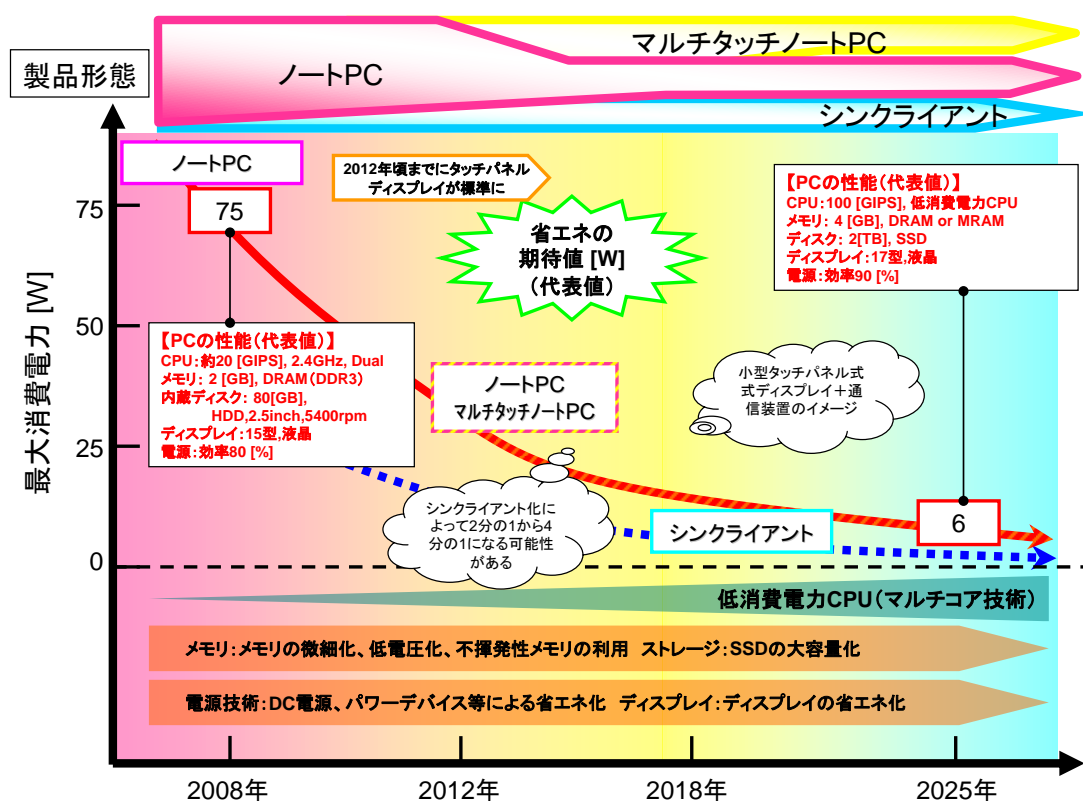 マルチタッチノートPC
製品形態
ノートPC
シンクライアント
最大消費電力 [W]
75
50
25
0
ノートPC
75
2012年頃までにタッチパネル
ディスプレイが標準に
省エネの
期待値 [W]
(代表値)
【PCの性能(代表値)】
CPU:100 [GIPS], 低消費電力CPU
メモリ: 4 [GB], DRAM or MRAM
ディスク: 2[TB], SSD
ディスプレイ:17型,液晶
電源:効率90 [%]
【PCの性能(代表値)】
CPU:約20 [GIPS], 2.4GHz, Dual
メモリ: 2 [GB], DRAM(DDR3)
内蔵ディスク: 80[GB],
HDD,2.5inch,5400rpm
ディスプレイ:15型,液晶
電源:効率80 [%]
ノートPC
マルチタッチノートPC
小型タッチパネル式
式ディスプレイ+通
信装置のイメージ
シンクライアント化に
よって2分の1から4
分の1になる可能性
がある
シンクライアント
6
低消費電力CPU(マルチコア技術)
メモリ:メモリの微細化、低電圧化、不揮発性メモリの利用 ストレージ:SSDの大容量化
電源技術:DC電源、パワーデバイス等による省エネ化 ディスプレイ:ディスプレイの省エネ化
2008年
2012年
2018年
2025年